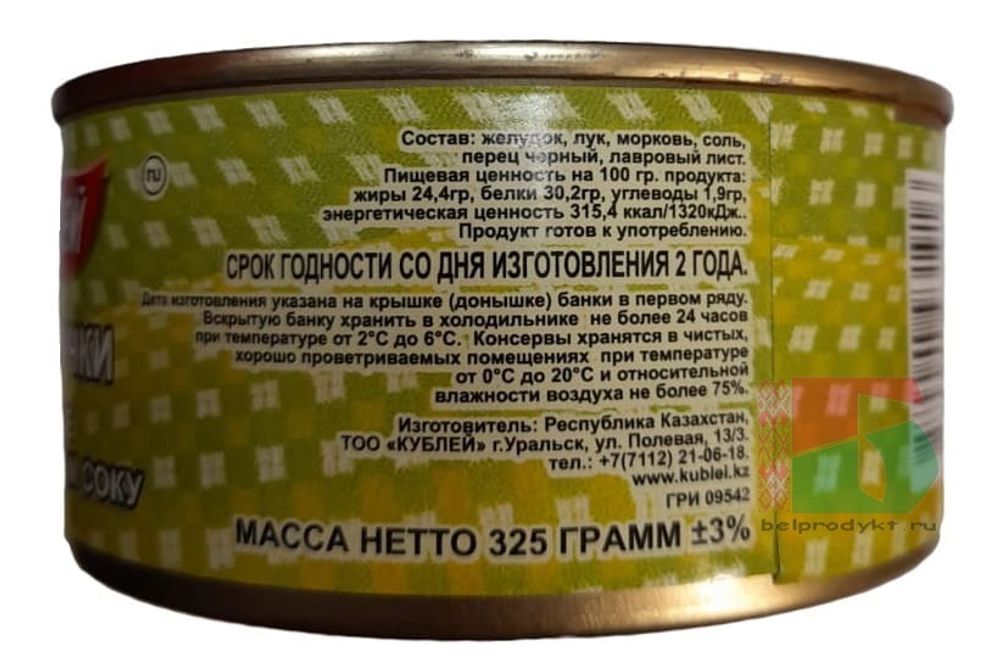 ru
Состав: желудок, лук, морковь, соль,
перец черный, лавровый лист.
Пищевая ценность на 100 гр. продукта:
жиры 24,4гр, белки 30,2гр, углеводы 1,9гр,
энергетическая ценность 315,4 ккал/1320кДж..
Продукт готов к употреблению.
СРОК ГОДНОСТИ СО ДНЯ ИЗГОТОВЛЕНИЯ 2 ГОДА.
Дата изготовления указана на крышке (донышке) банки в первом ряду.
Вскрытую банку хранить в холодильнике не более 24 часов
при температуре от 2°С до 6°С. Консервы хранятся в чистых,
хорошо проветриваемых помещениях при температуре
от 0°С до 20°С и относительной
влажности воздуха не более 75%.
Изготовитель: Республика Казахстан,
ТОО «КУБЛЕЙ» г.Уральск, ул. Полевая, 13/3.
тел.: +7(7112) 21-06-18.
www.kublei.kz
ГРИ 09542
МАССА НЕТТО 325 ГРАММ ±3%
СОКУ
belprodykt.ru